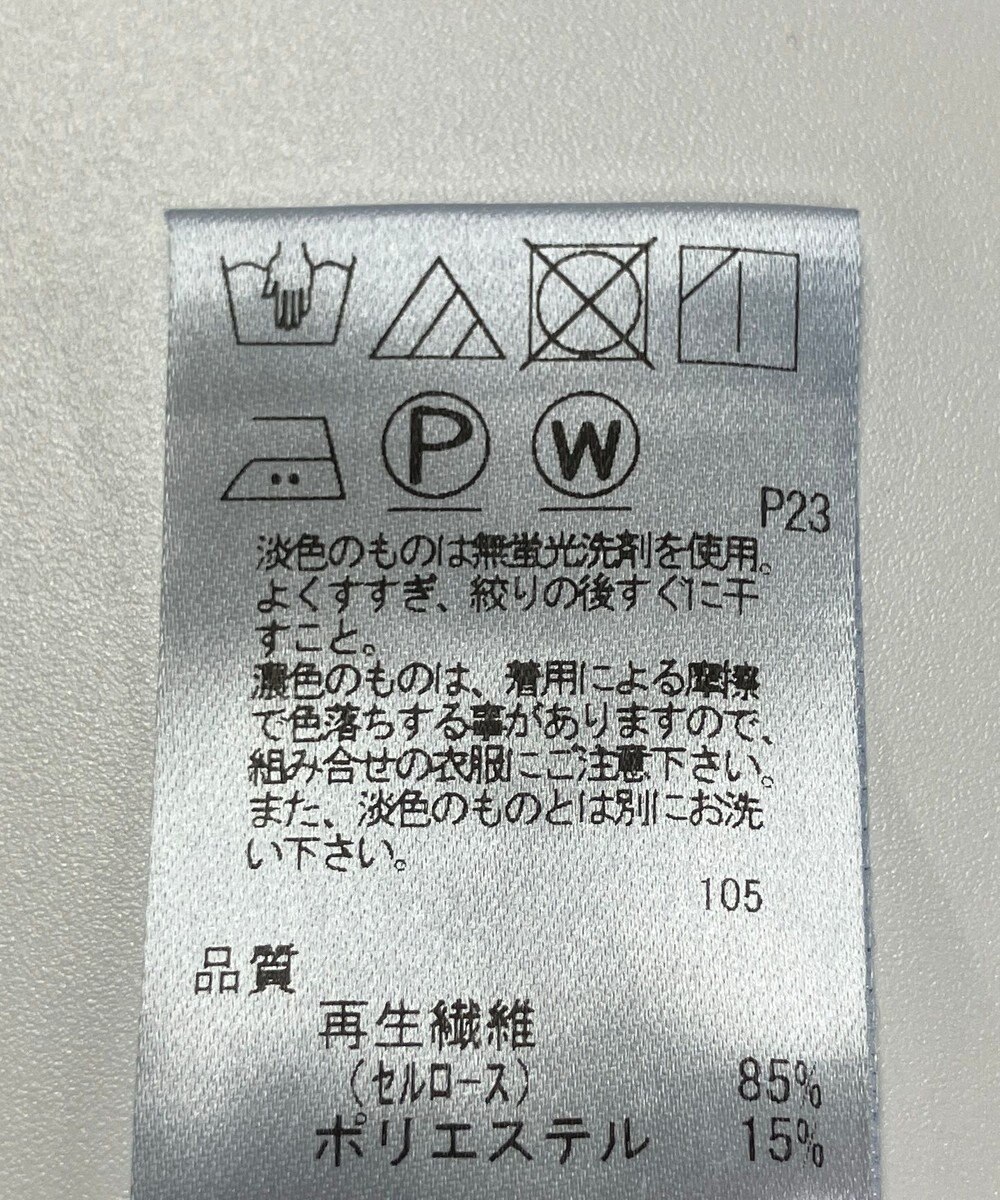 P
W
P23
淡色のものは無蛍光洗剤を使用。
よくすすぎ、絞りの後すぐに干
すこと。
濃色のものは、着用による摩擦
で色落ちする事がありますので、
組み合せの衣服にご注意下さい。
また、淡色のものとは別にお洗
い下さい。
105
品質
再生繊維
(セルロース) 85%
ポリエステル 15%